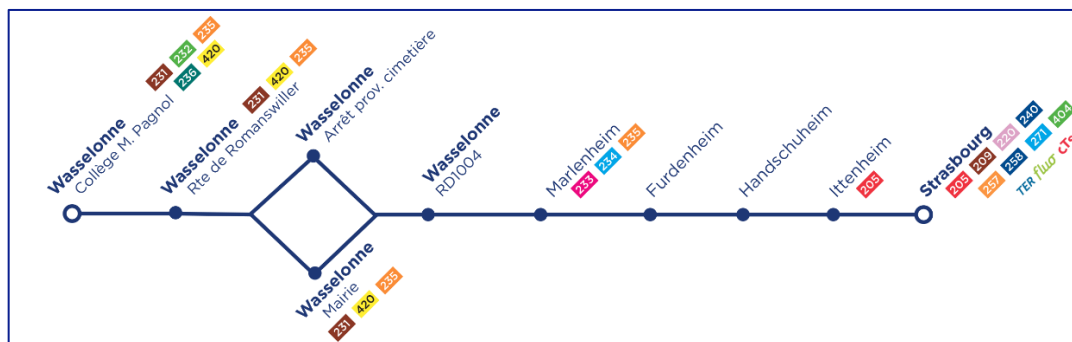 Wasselonne
Collège M. Pagnol
231 232 235
236 420
Wasselonne
Rte de Romanswiller
231 420 235
Wasselonne
Arrêt prov. cimetière
Wasselonne
Mairie
231 420 235
Wasselonne
RD1004
Marlenheim
233 234 235
Furdenheim
Handschuheim
Ittenheim
205
Strasbourg
205 209 220 240
257 258 271 404
TER fluo CTS